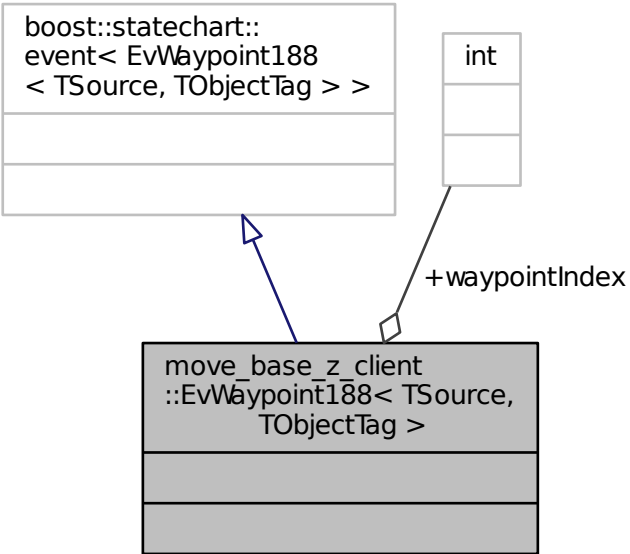 boost::statechart::
event< EvWaypoint188
< TSource, TObjectTag > >
int
+waypointIndex
move_base_z_client
::EvWaypoint188< TSource,
TObjectTag >